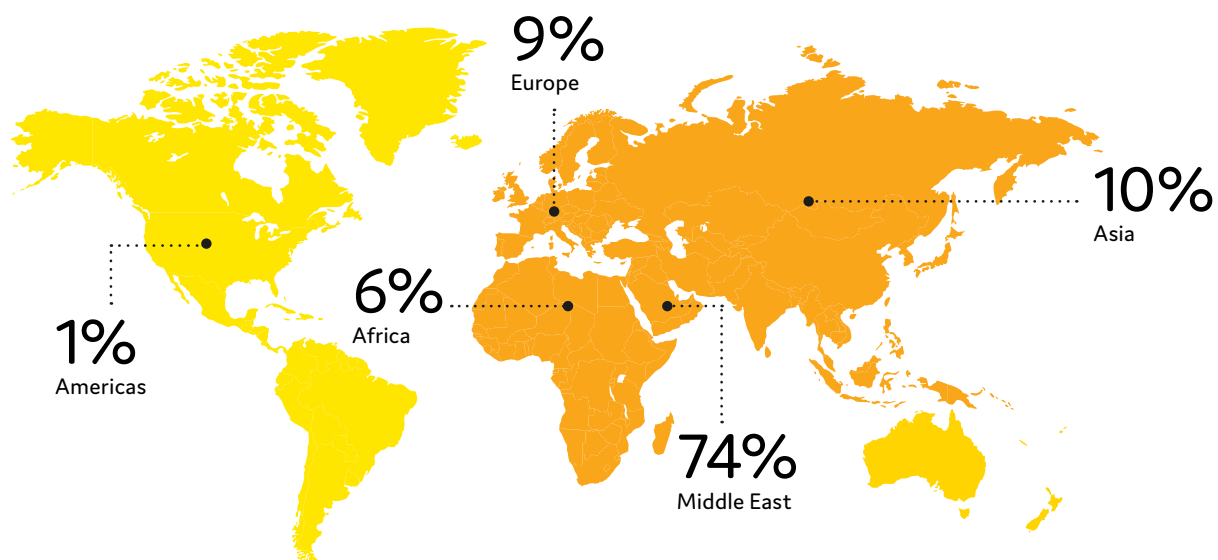 9%
Europe
10%
Asia
6%
Africa
1%
Americas
74%
Middle East